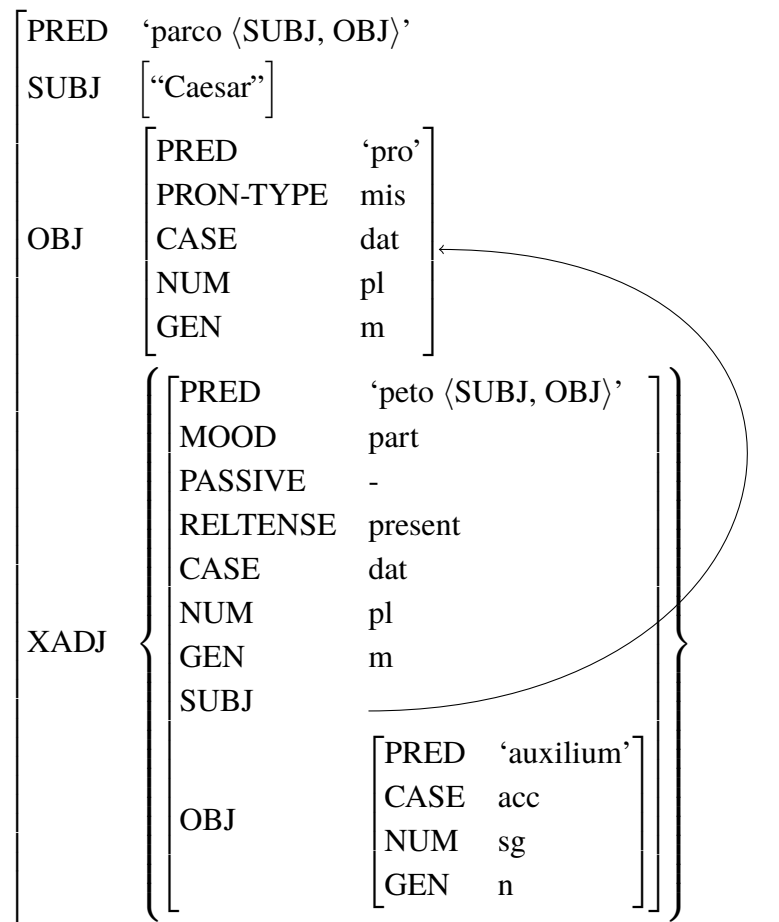 PRED ‘parco ⟨SUBJ, OBJ⟩’
SUBJ “Caesar”
PRED ‘pro’
PRON-TYPE mis
OBJ CASE dat
NUM pl
GEN m
PRED ‘peto ⟨SUBJ, OBJ⟩’
MOOD part
PASSIVE -
RELTENSE present
CASE dat
NUM pl
XADJ GEN m
SUBJ
PRED ‘auxilium’
CASE acc
OBJ NUM sg
GEN n